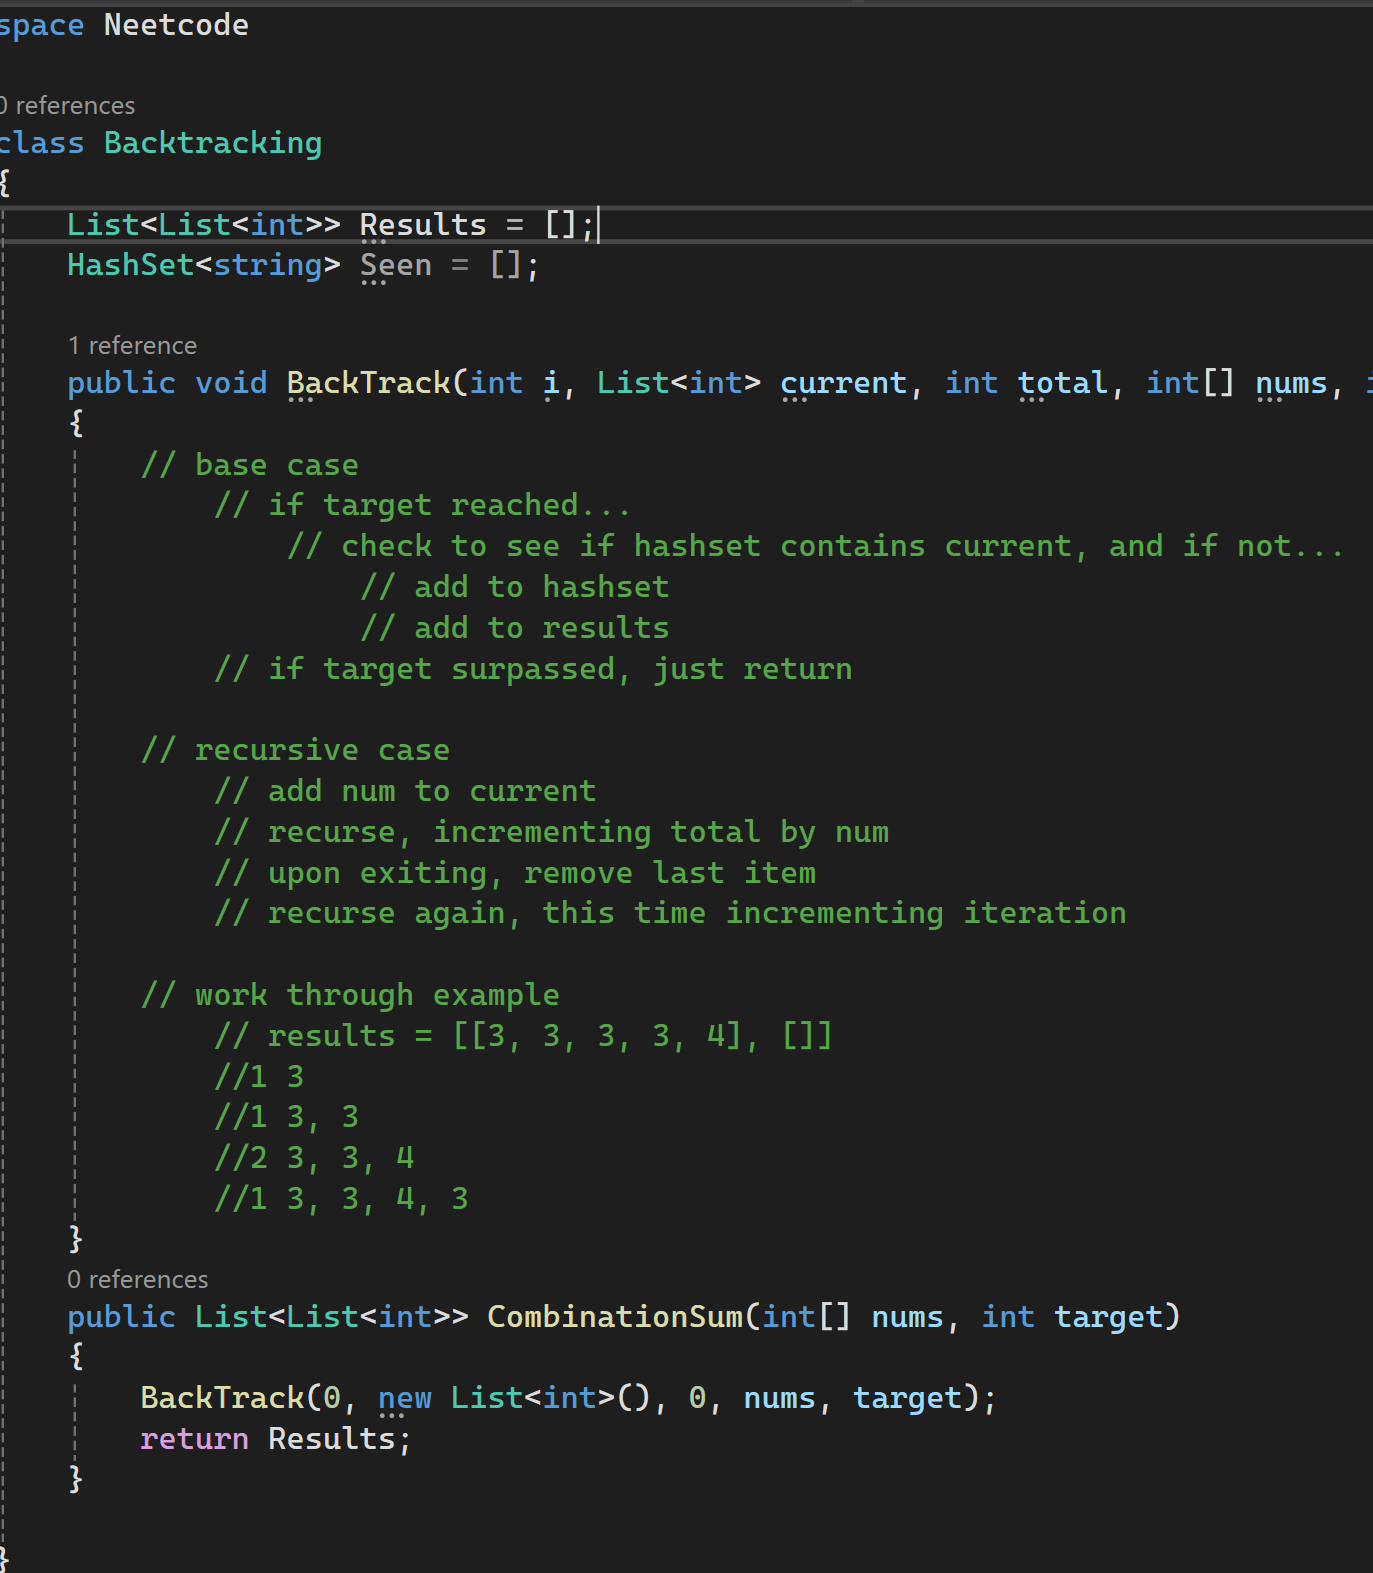 space Neetcode
0 references
class Backtracking
{
List<List<int>> Results = [];
HashSet<string> Seen = [];
1 reference
public void BackTrack(int i, List<int> current, int total, int[] nums,
{
// base case
// if target reached...
// check to see if hashset contains current, and if not...
// add to hashset
// add to results
// if target surpassed, just return
// recursive case
// add num to current
// recurse, incrementing total by num
// upon exiting, remove last item
// recurse again, this time incrementing iteration
// work through example
// results = [[3, 3, 3, 3, 4], []]
//1 3
//1 3, 3
//2 3, 3, 4
//1 3, 3, 4, 3
}
0 references
public List<List<int>> CombinationSum(int[] nums, int target)
{
BackTrack(0, new List<int>(), 0, nums, target);
return Results;
}
}